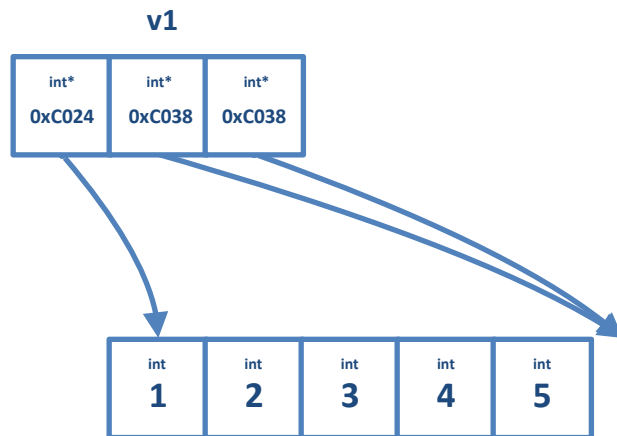 v1
int* int* int*
0xC024 0xC038 0xC038
int int int int int
1 2 3 4 5